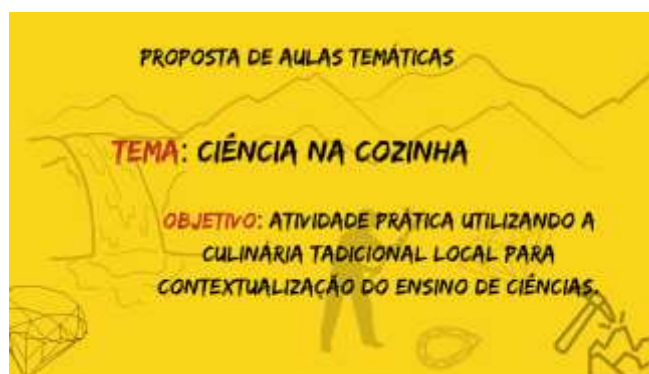 PROPOSTA DE AULAS TEMÁTICAS
TEMA: CIÊNCIA NA COZINHA
OBJETIVO: ATIVIDADE PRÁTICA UTILIZANDO A
CULINÁRIA TADICIONAL LOCAL PARA
CONTEXTUALIZAÇÃO DO ENSINO DE CIÊNCIAS.